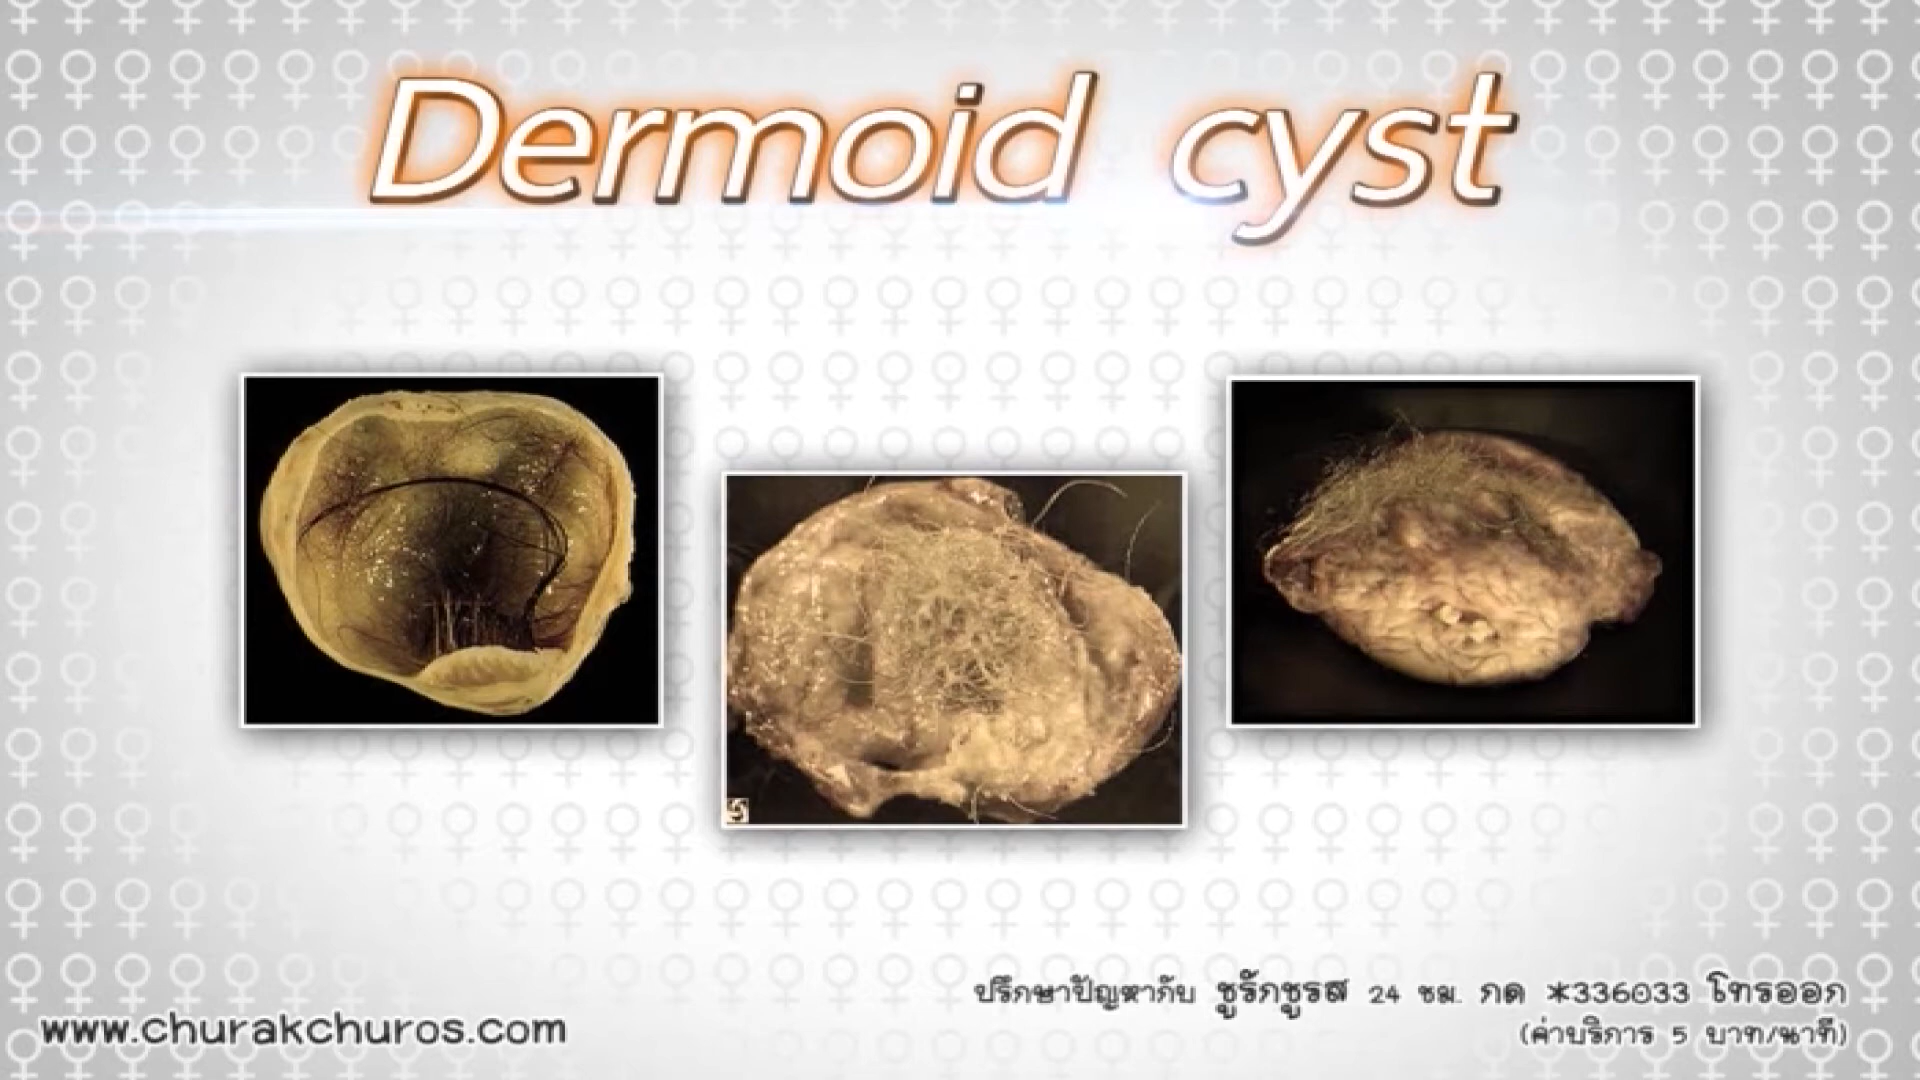 Dermoid cyst
ปรึกษาปัญหากับ ชูรักชูรส 24 ชม. กด *336033 โทรออก
www.churakchuros.com
(ค่าบริการ 5 บาท/นาที)